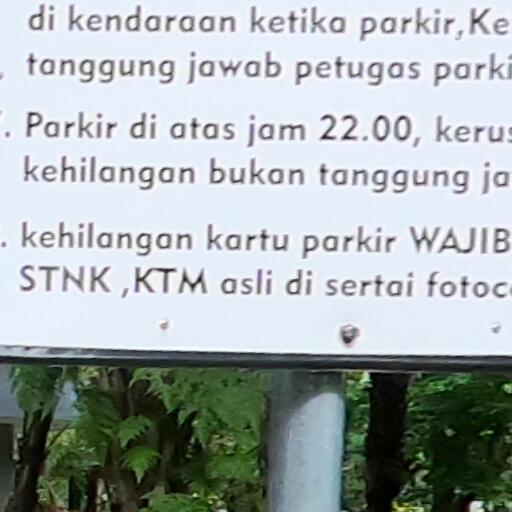 di kendaraan ketika parkir,Ke
tanggung jawab petugas parki
. Parkir di atas jam 22.00, kerus
kehilangan bukan tanggung ja
. kehilangan kartu parkir WAJIB
STNK ,KTM asli di sertai fotoc